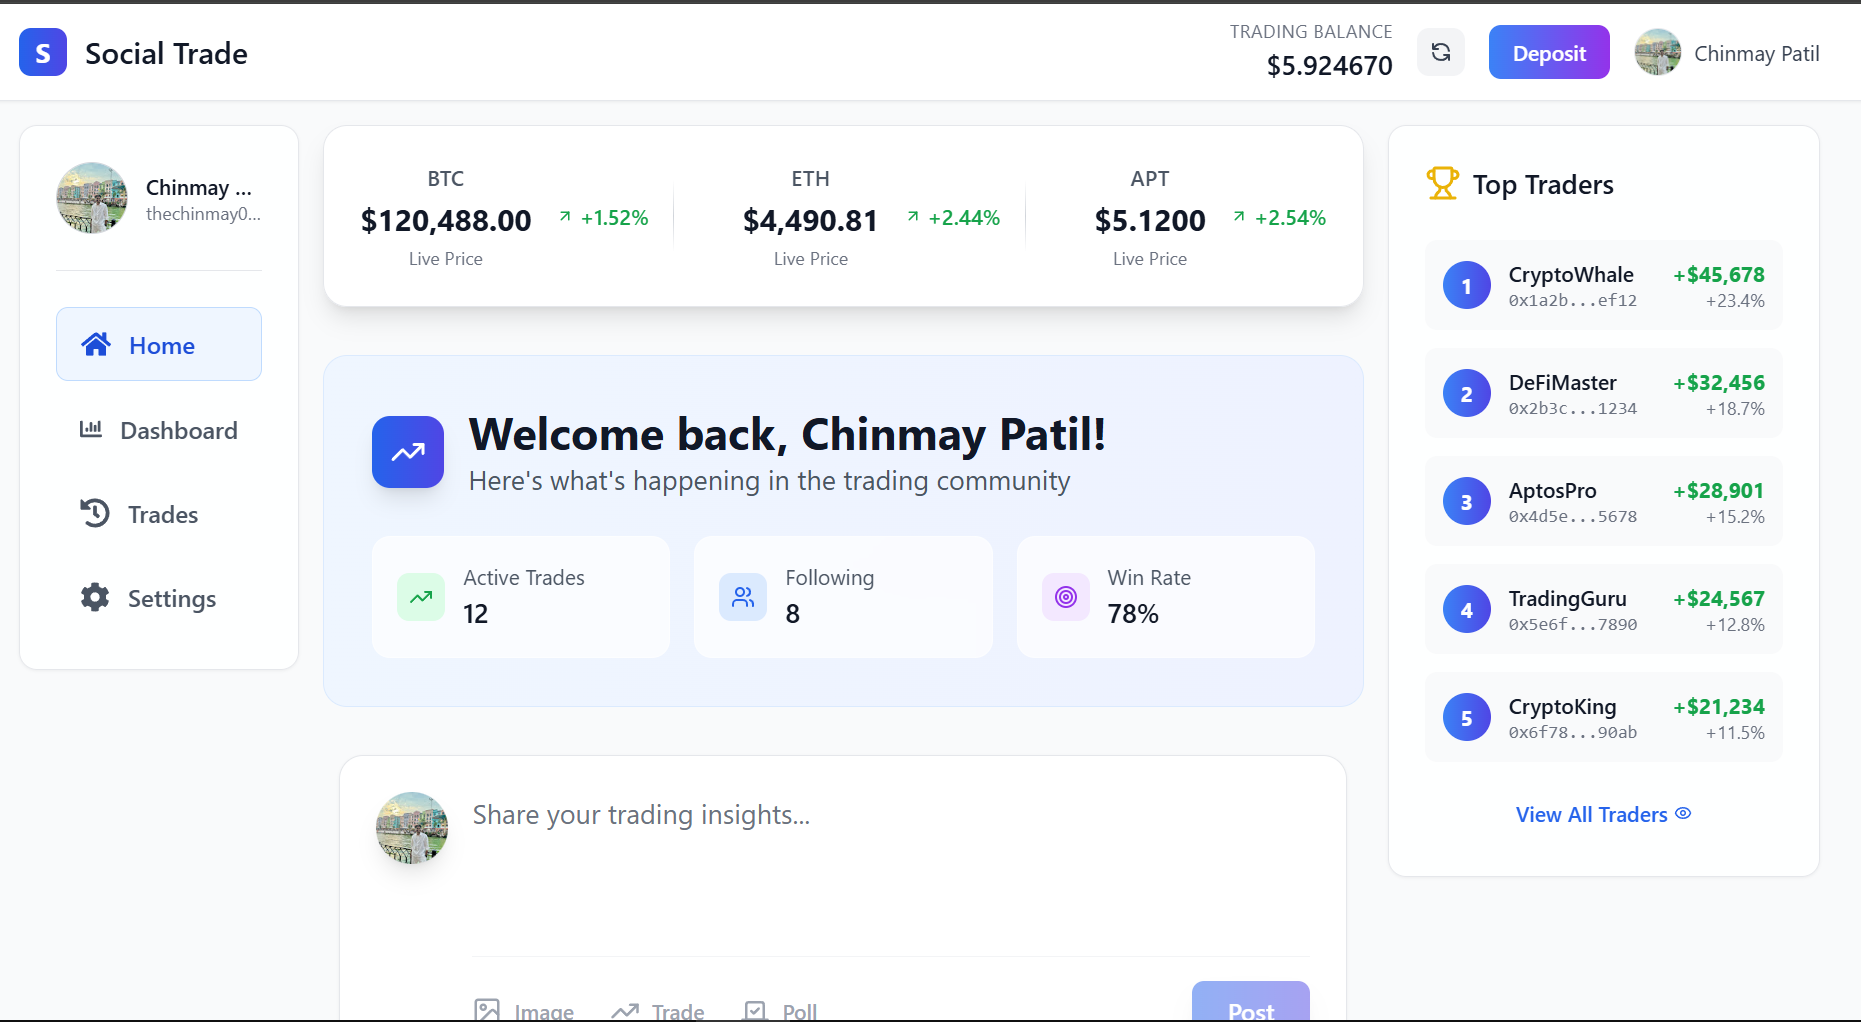 S Social Trade
TRADING BALANCE
$5.924670
Deposit
Chinmay Patil
Chinmay ...
thechinmay0...
Home
Dashboard
Trades
Settings
BTC
$120,488.00 +1.52%
Live Price
ETH
$4,490.81 +2.44%
Live Price
APT
$5.1200 +2.54%
Live Price
Welcome back, Chinmay Patil!
Here's what's happening in the trading community
Active Trades
12
Following
8
Win Rate
78%
Share your trading insights...
Image
Trade
Poll
Post
Top Traders
1 CryptoWhale +$45,678
0x1a2b...ef12 +23.4%
2 DeFiMaster +$32,456
0x2b3c...1234 +18.7%
3 AptosPro +$28,901
0x4d5e...5678 +15.2%
4 TradingGuru +$24,567
0x5e6f...7890 +12.8%
5 CryptoKing +$21,234
0x6f78...90ab +11.5%
View All Traders